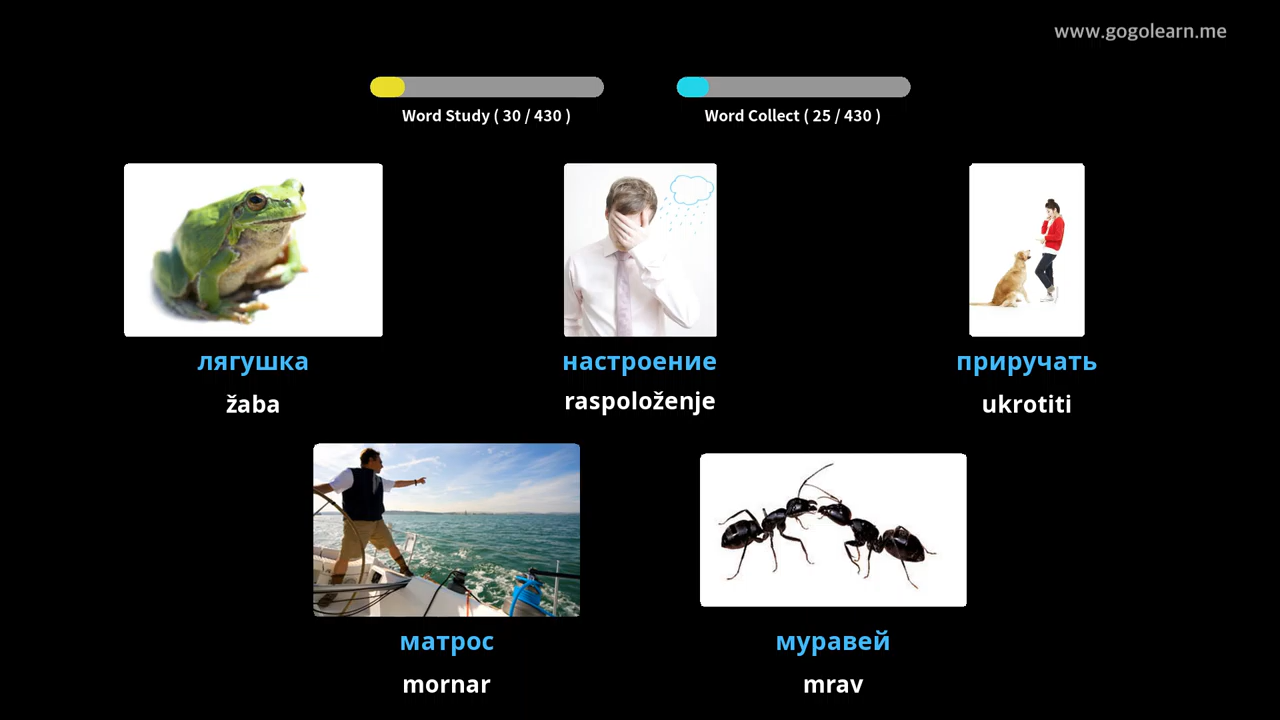 www.gogolearn.me
Word Study ( 30 / 430 )
Word Collect ( 25 / 430 )
лягушка
žaba
настроение
raspoloženje
приручать
ukrotiti
матрос
mornar
муравей
mrav